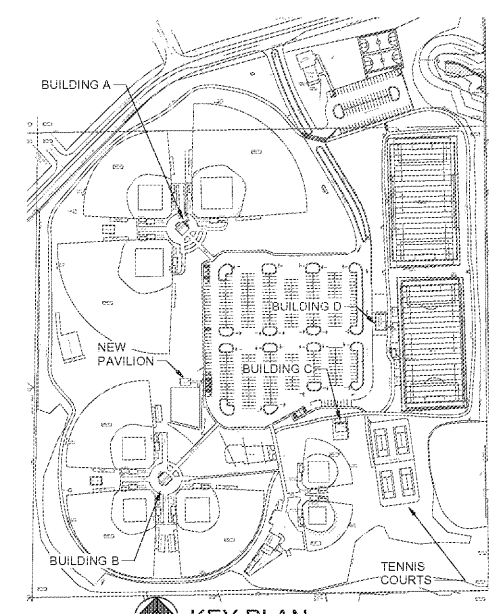 BUILDING A
BUILDING D
NEW
PAVILION
BUILDING C
BUILDING B
TENNIS
COURTS
KEY PLAN